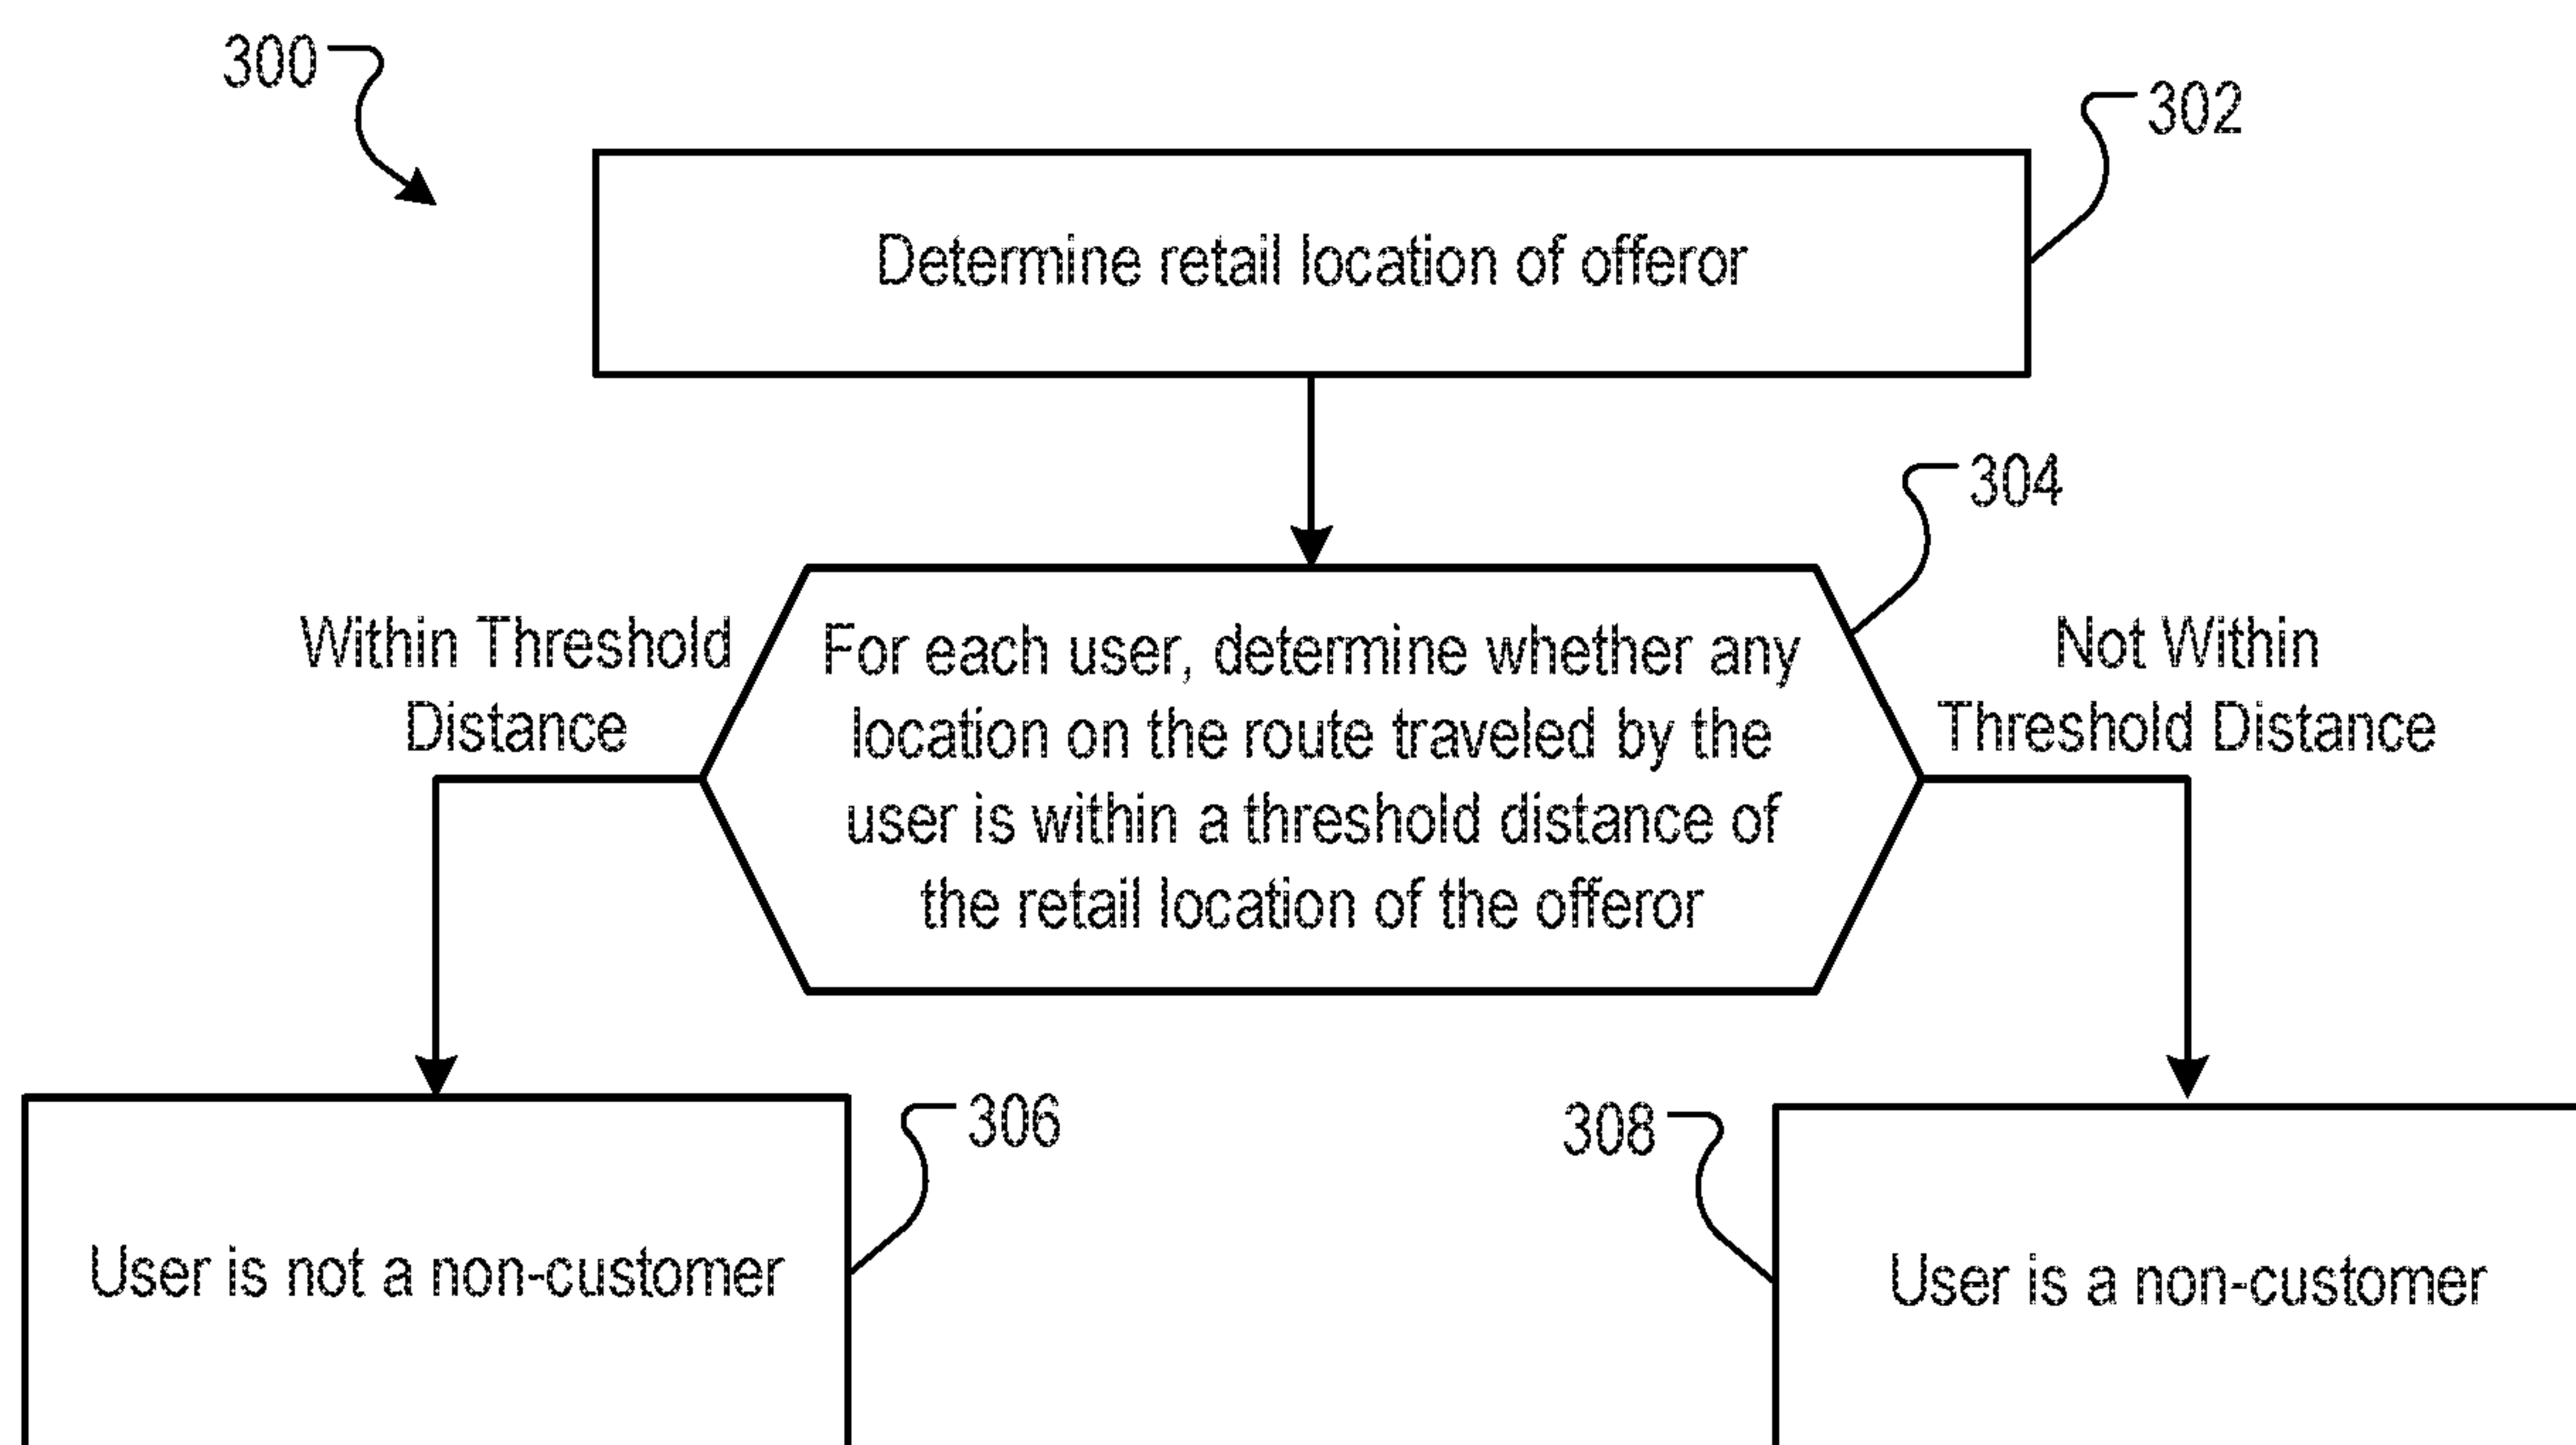 300
302
Determine retail location of offeror
304
Within Threshold
Distance
For each user, determine whether any
location on the route traveled by the
user is within a threshold distance of
the retail location of the offeror
Not Within
Threshold Distance
306
308
User is not a non-customer
User is a non-customer